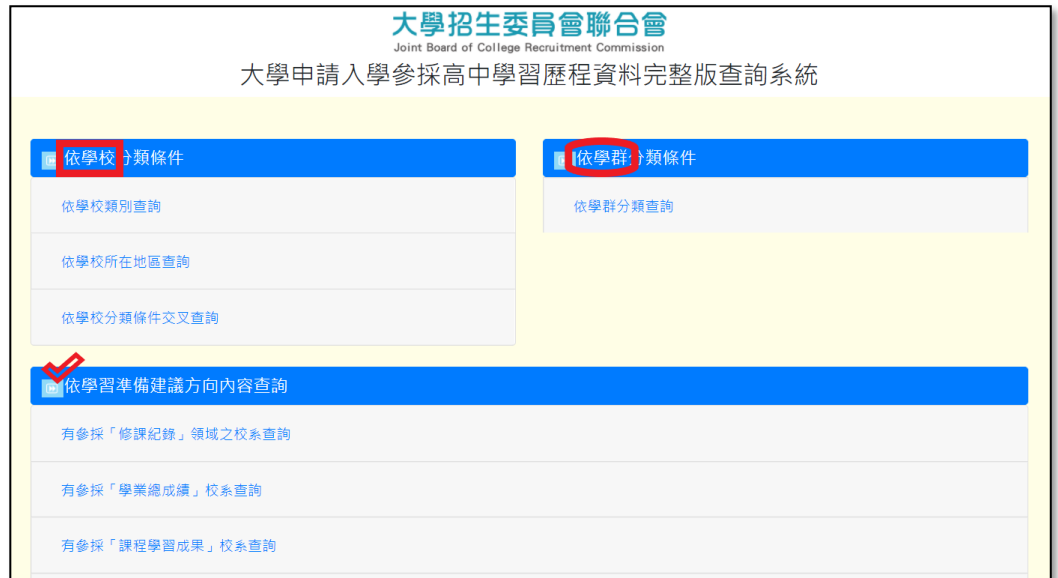 大學招生委員會聯合會
Joint Board of College Recruitment Commission
大學申請入學參採高中學習歷程資料完整版查詢系統
依學校分類條件
依學校類別查詢
依學校所在地區查詢
依學校分類條件交叉查詢
依學群分類條件
依學群分類查詢
依學習準備建議方向內容查詢
有參採「修課紀錄」領域之校系查詢
有參採「學業總成績」校系查詢
有參採「課程學習成果」校系查詢